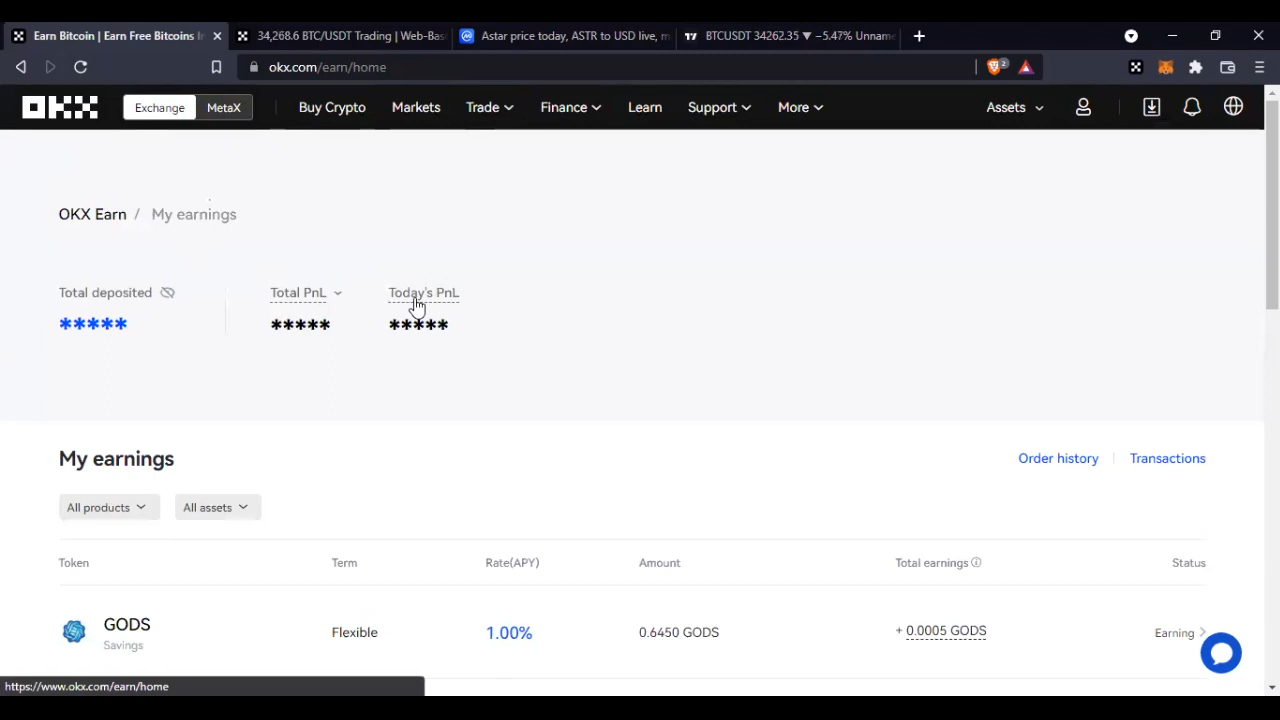 Earn Bitcoin | Earn Free Bitcoins
34,268.6 BTC/USDT Trading | Web-Bas
Astar price today, ASTR to USD live, m
BTCUSDT 34262.35 ▼ −5.47% Unnam
okx.com/earn/home
2
OKX
Exchange
MetaX
Buy Crypto
Markets
Trade
Finance
Learn
Support
More
Assets
OKX Earn / My earnings
Total deposited
Total PnL
Today's PnL
*****
*****
*****
My earnings
Order history
Transactions
All products
All assets
Token
Term
Rate(APY)
Amount
Total earnings
Status
GODS
Savings
Flexible
1.00%
0.6450 GODS
+ 0.0005 GODS
Earning
https://www.okx.com/earn/home